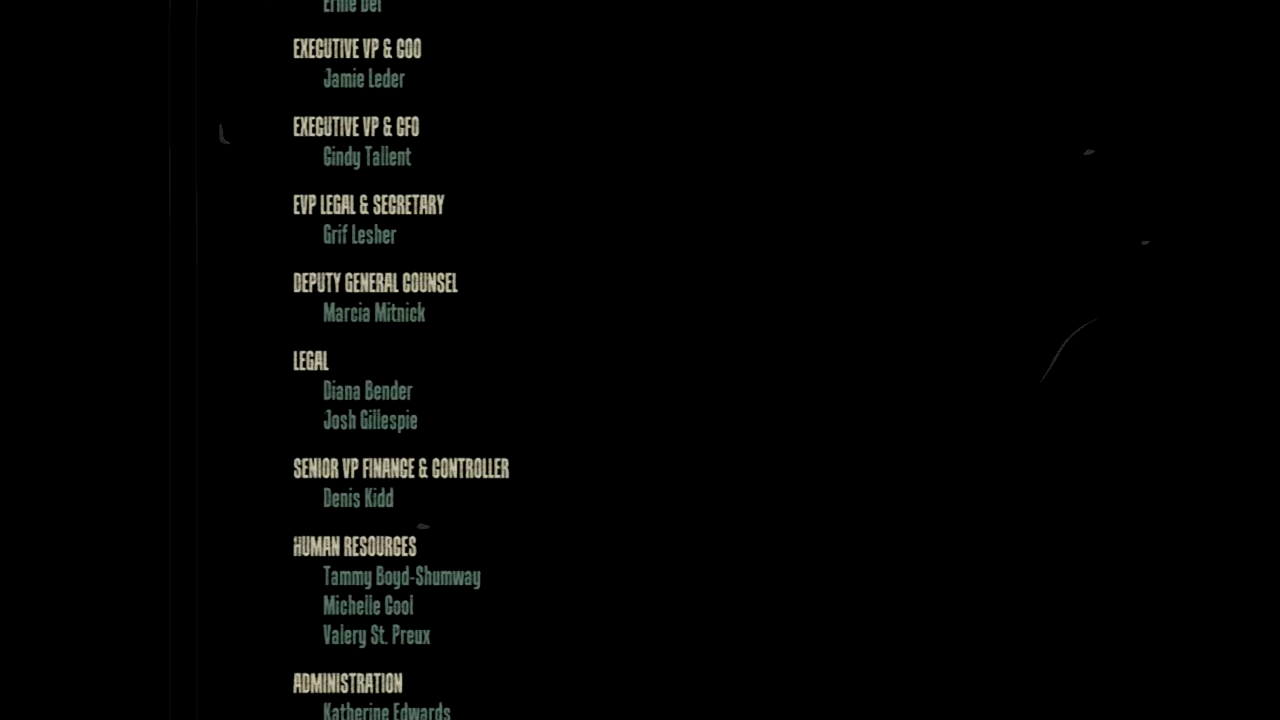 Ernie Del
EXECUTIVE VP & COO
Jamie Leder
EXECUTIVE VP & CFO
Cindy Tallent
EVP LEGAL & SECRETARY
Grif Lesher
DEPUTY GENERAL COUNSEL
Marcia Mitnick
LEGAL
Diana Bender
Josh Gillespie
SENIOR VP FINANCE & CONTROLLER
Denis Kidd
HUMAN RESOURCES
Tammy Boyd-Shumway
Michelle Cool
Valery St. Preux
ADMINISTRATION
Katherine Edwards